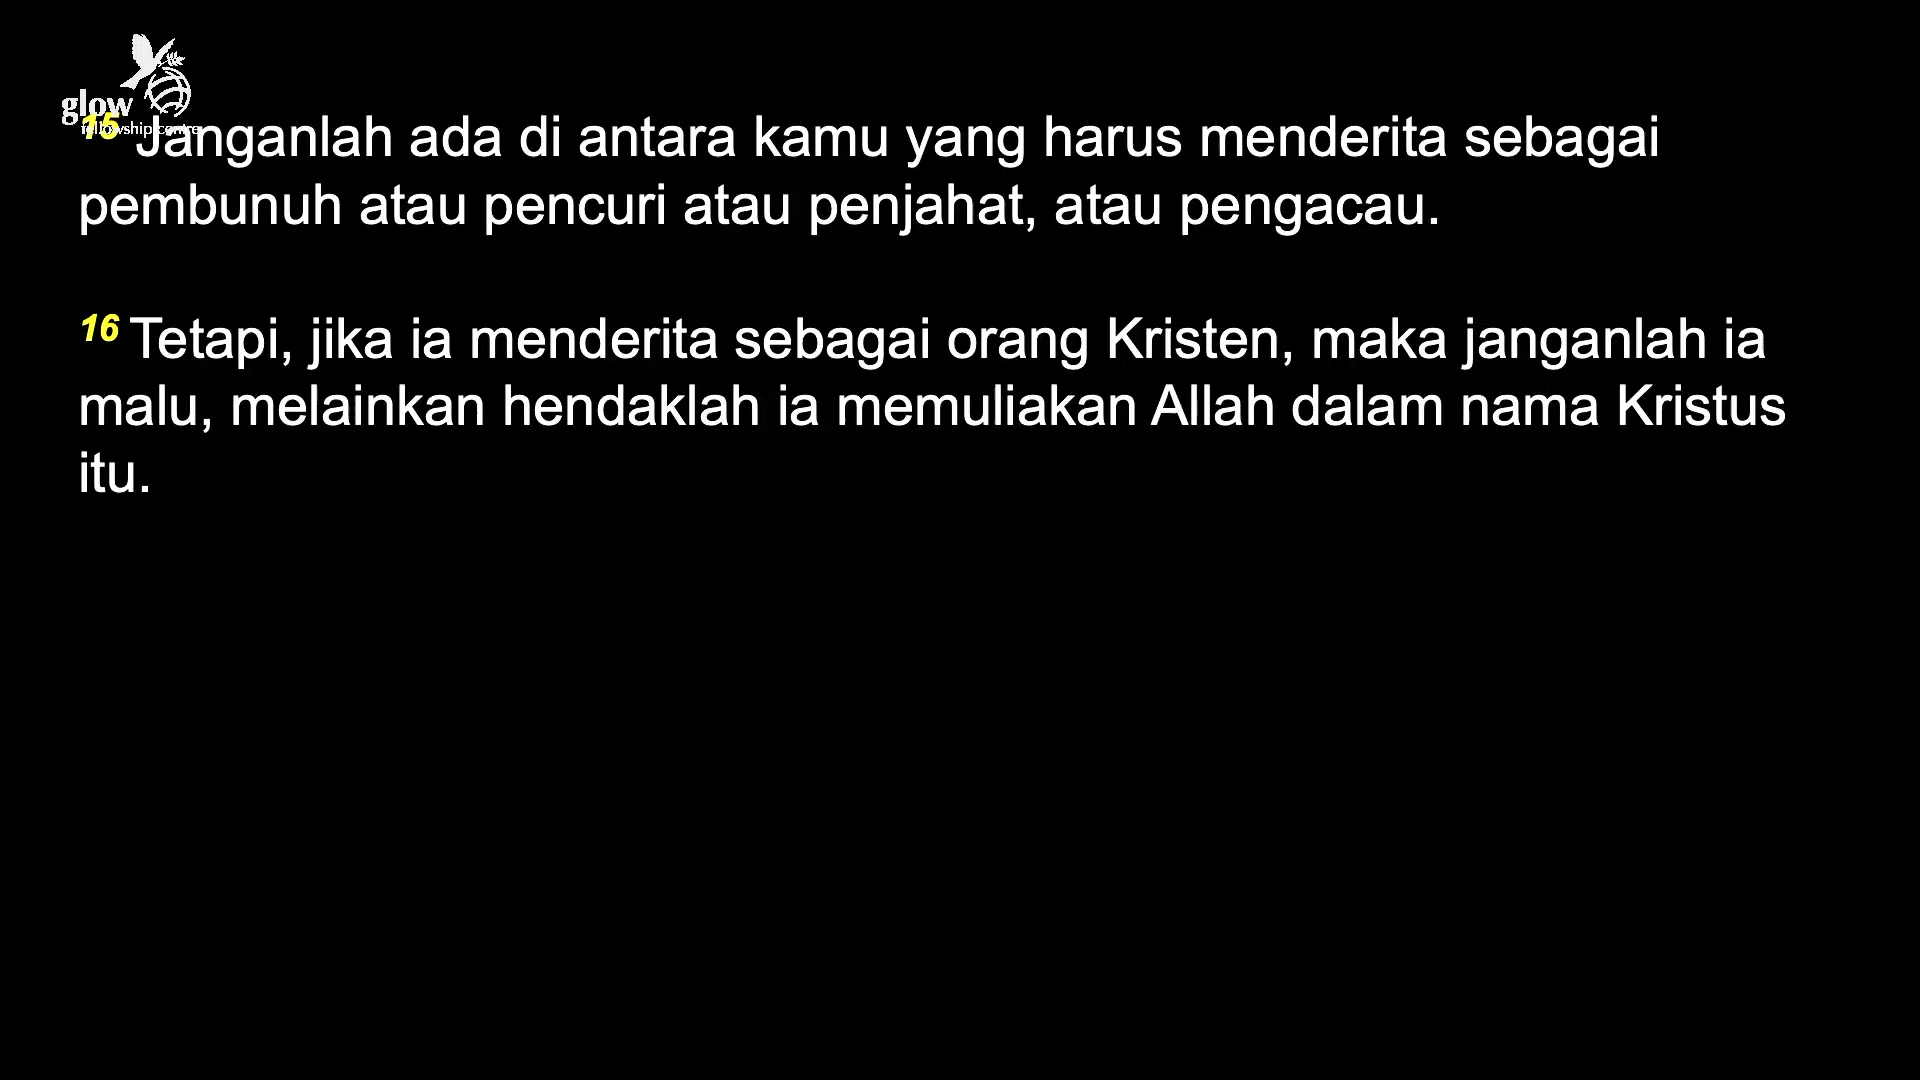 glow
fellowship centre
15 Janganlah ada di antara kamu yang harus menderita sebagai
pembunuh atau pencuri atau penjahat, atau pengacau.
16 Tetapi, jika ia menderita sebagai orang Kristen, maka janganlah ia
malu, melainkan hendaklah ia memuliakan Allah dalam nama Kristus
itu.